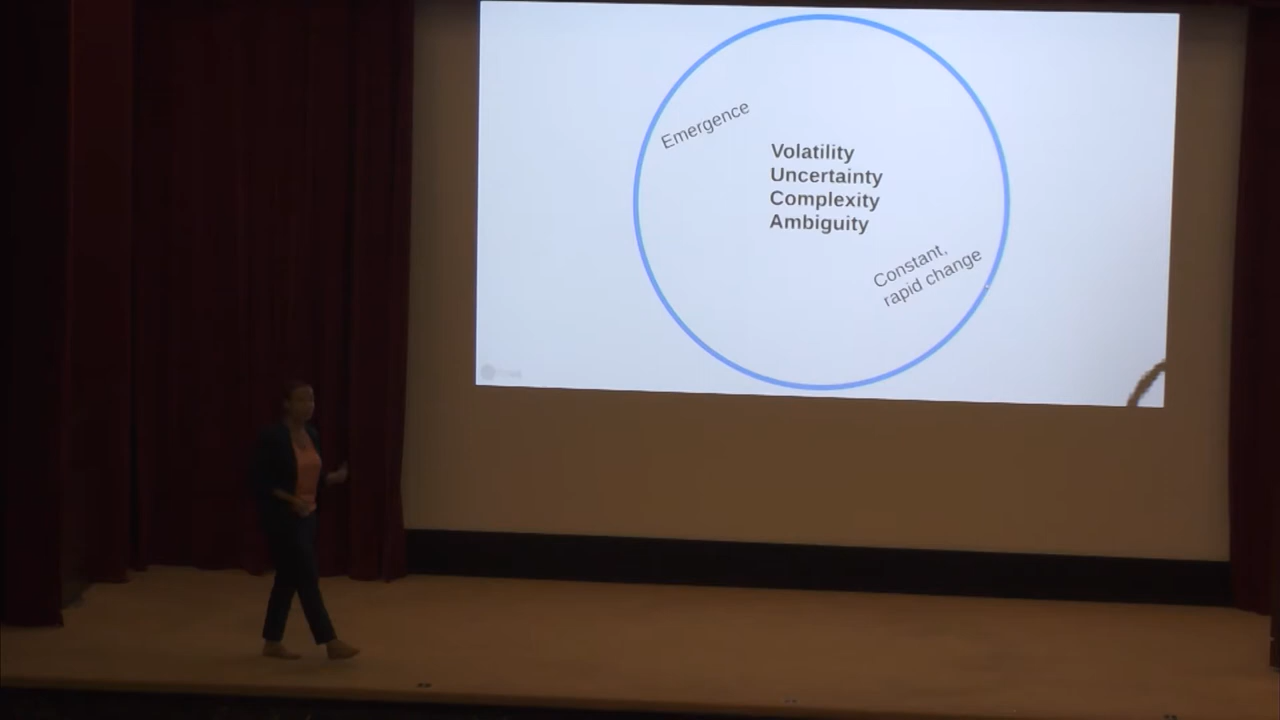 Emergence
Volatility
Uncertainty
Complexity
Ambiguity
Constant,
rapid change